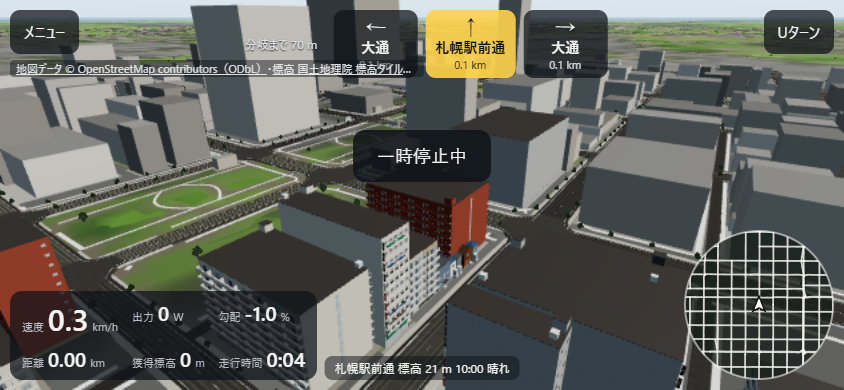 メニュー
分岐まで 70 m
←
大通
0.1 km
↑
札幌駅前通
0.1 km
→
大通
0.1 km
Uターン
地図データ © OpenStreetMap contributors（ODbL）・標高 国土地理院 標高タイル...
一時停止中
速度 0.3 km/h
出力 0 W
勾配 -1.0 %
距離 0.00 km
獲得標高 0 m
走行時間 0:04
札幌駅前通 標高 21 m 10:00 晴れ